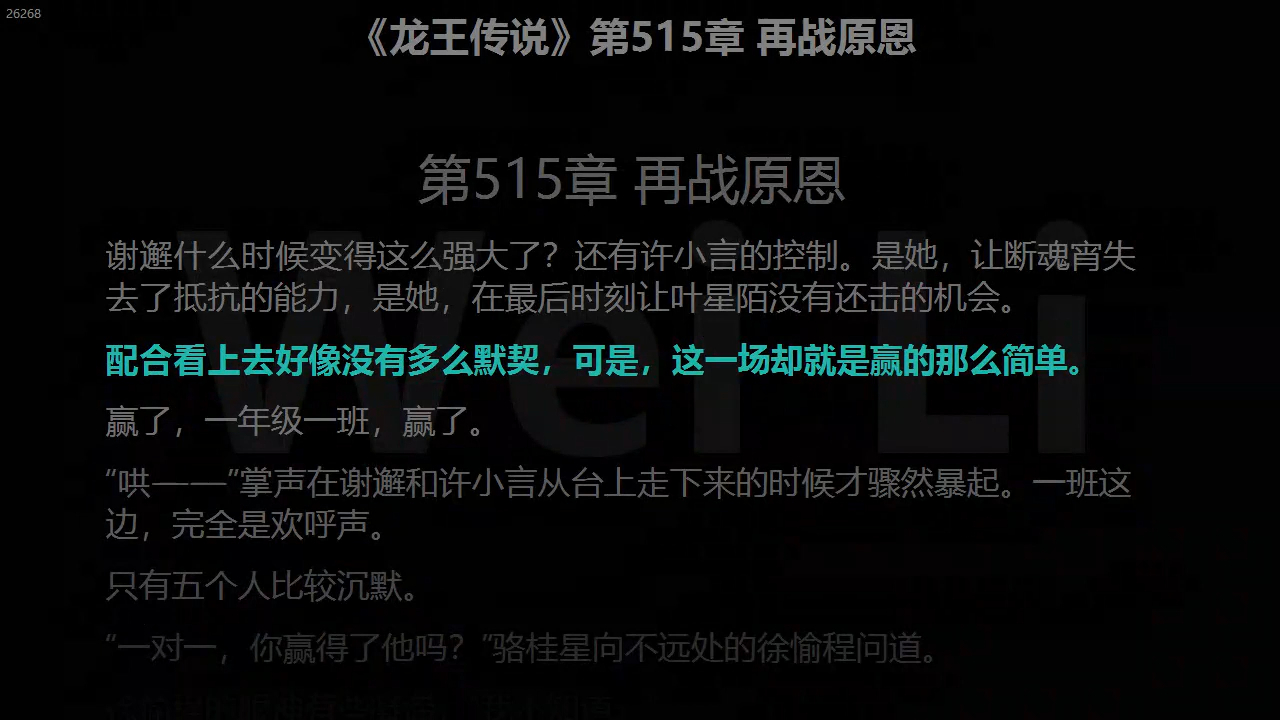 26268
《龙王传说》第515章 再战原恩
第515章 再战原恩
谢邂什么时候变得这么强大了？还有许小言的控制。是她，让断魂宵失
去了抵抗的能力，是她，在最后时刻让叶星陌没有还击的机会。
配合看上去好像没有多么默契，可是，这一场却就是赢的那么简单。
赢了，一年级一班，赢了。
“哄———”掌声在谢邂和许小言从台上走下来的时候才骤然暴起。一班这
边，完全是欢呼声。
只有五个人比较沉默。
“一对一，你赢得了他吗？”骆桂星向不远处的徐愉程问道。
Wei Li